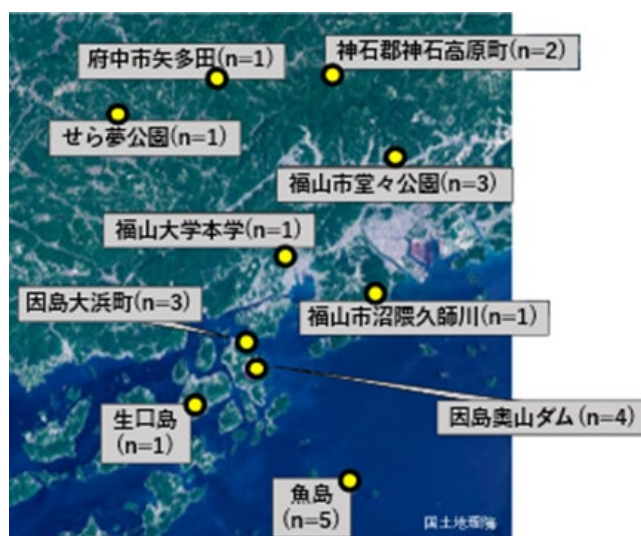 府中市矢多田(n=1)
神石郡神石高原町(n=2)
せら夢公園(n=1)
福山市堂々公園(n=3)
福山大学本学(n=1)
因島大浜町(n=3)
福山市沼隈久師川(n=1)
生口島
(n=1)
因島奥山ダム(n=4)
魚島
(n=5)
国土地理院